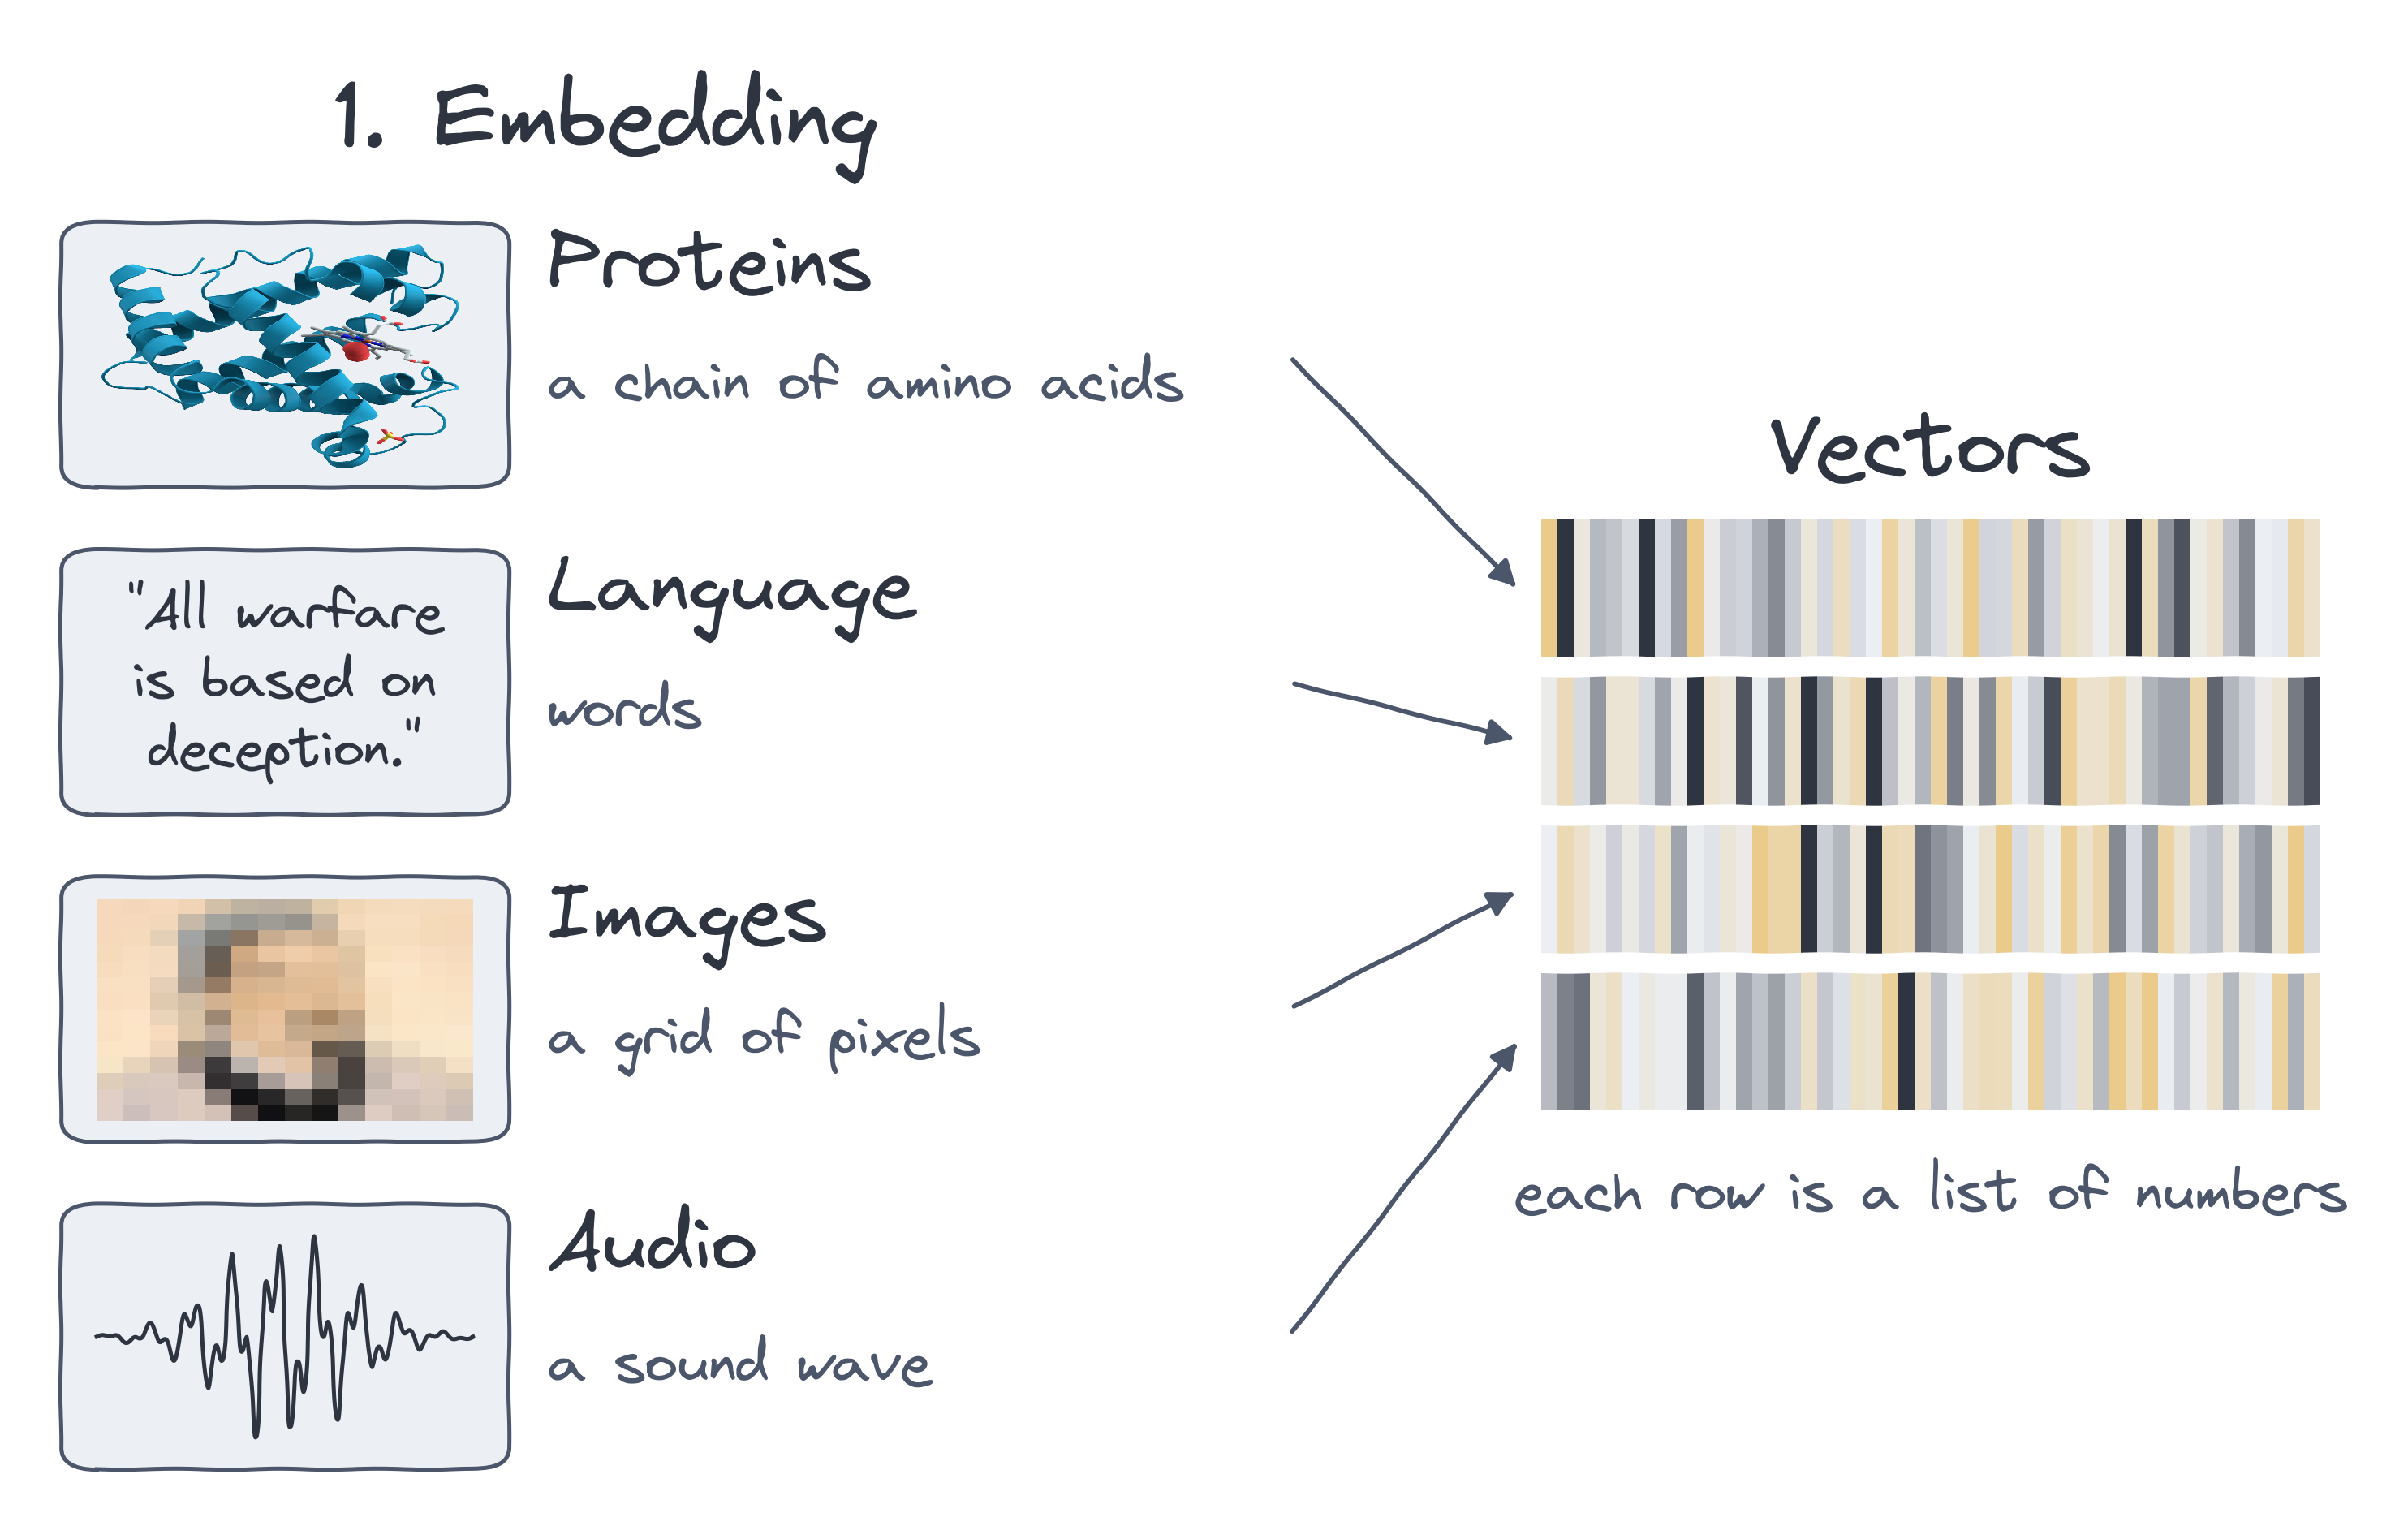 1. Embedding
Proteins
a chain of amino acids
"All warfare
is based on
deception."
Language
words
Images
a grid of pixels
Audio
a sound wave
Vectors
each row is a list of numbers